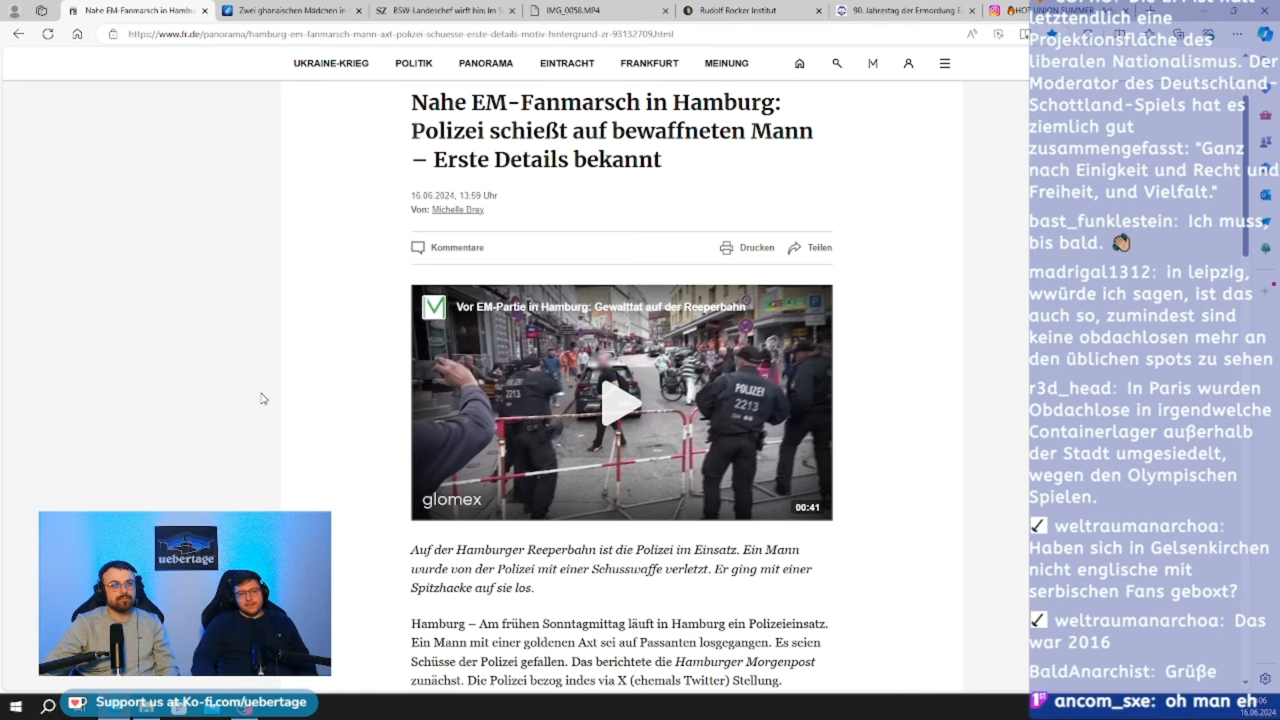 Nahe EM-Fanmarsch in Hambu
Zwei ghanaischen Mädchen in
SZ BSW-Landeschef wirft hins Im S
IMG_0058.MP4
Rudolf Rocker Institut
90. Jahrestag der Ermordung E
HOT UNION SUMMER
https://www.fr.de/panorama/hamburg-em-fanmarsch-mann-axt-polizei-schuesse-erste-details-motiv-hintergrund-zr-93132709.html
UKRAINE-KRIEG POLITIK PANORAMA EINTRACHT FRANKFURT MEINUNG
Nahe EM-Fanmarsch in Hamburg:
Polizei schießt auf bewaffneten Mann
– Erste Details bekannt
16.06.2024, 13:59 Uhr
Von: Michelle Brey
Kommentare Drucken Teilen
Vor EM-Partie in Hamburg: Gewalttat auf der Reeperbahn
POLIZEI
2213
POLIZEI
2213
glomex
00:41
Auf der Hamburger Reeperbahn ist die Polizei im Einsatz. Ein Mann
wurde von der Polizei mit einer Schusswaffe verletzt. Er ging mit einer
Spitzhacke auf sie los.
Hamburg – Am frühen Sonntagmittag läuft in Hamburg ein Polizeieinsatz.
Ein Mann mit einer goldenen Axt sei auf Passanten losgegangen. Es seien
Schüsse der Polizei gefallen. Das berichtete die Hamburger Morgenpost
zunächst. Die Polizei bezog indes via X (ehemals Twitter) Stellung.
uebertage
Support us at Ko-fi.com/uebertage
letztendlich eine
Projektionsfläche des
liberalen Nationalismus. Der
Moderator des Deutschland-
Schottland-Spiels hat es
ziemlich gut
zusammengefasst: "Ganz
nach Einigkeit und Recht und
Freiheit, und Vielfalt."
bast_funklestein: Ich muss,
bis bald. 👋🏽
madrigal1312: in leipzig,
wwürde ich sagen, ist das
auch so, zumindest sind
keine obdachlosen mehr an
den üblichen spots zu sehen
r3d_head: In Paris wurden
Obdachlose in irgendwelche
Containerlager außerhalb
der Stadt umgesiedelt,
wegen den Olympischen
Spielen.
weltraumanarchoa:
Haben sich in Gelsenkirchen
nicht englische mit
serbischen Fans geboxt?
weltraumanarchoa: Das
war 2016
BaldAnarchist: Grüße
1ST ancom_sxe: oh man eh
16.06.2024